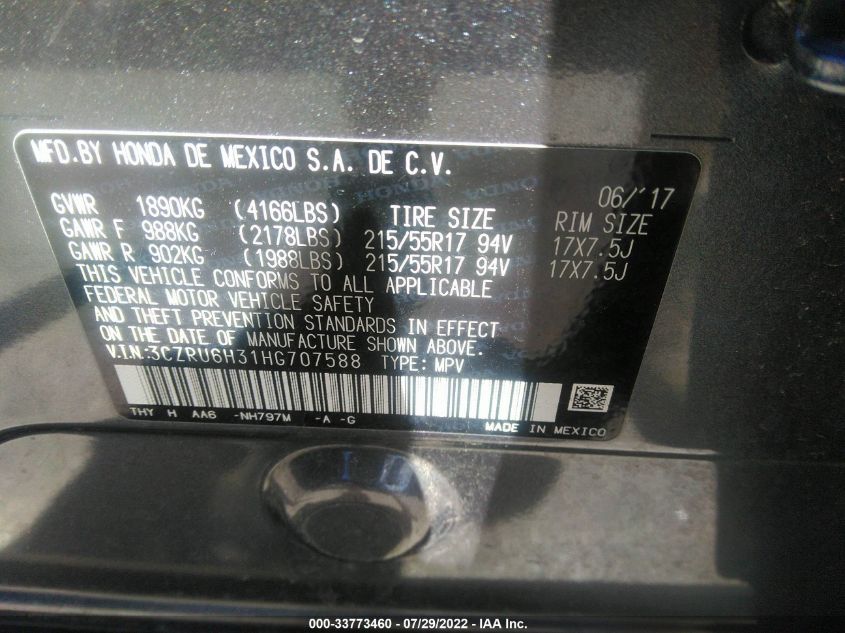 MFD.BY HONDA DE MEXICO S.A. DE C.V.
06/'17
GVWR 1890KG (4166LBS) TIRE SIZE RIM SIZE
GAWR F 988KG (2178LBS) 215/55R17 94V 17X7.5J
GAWR R 902KG (1988LBS) 215/55R17 94V 17X7.5J
THIS VEHICLE CONFORMS TO ALL APPLICABLE
FEDERAL MOTOR VEHICLE SAFETY
AND THEFT PREVENTION STANDARDS IN EFFECT
ON THE DATE OF MANUFACTURE SHOWN ABOVE.
V.I.N:3CZRU6H31HG707588 TYPE: MPV
THY H AA6 -NH797M -A -G
MADE IN MEXICO
000-33773460 - 07/29/2022 - IAA Inc.